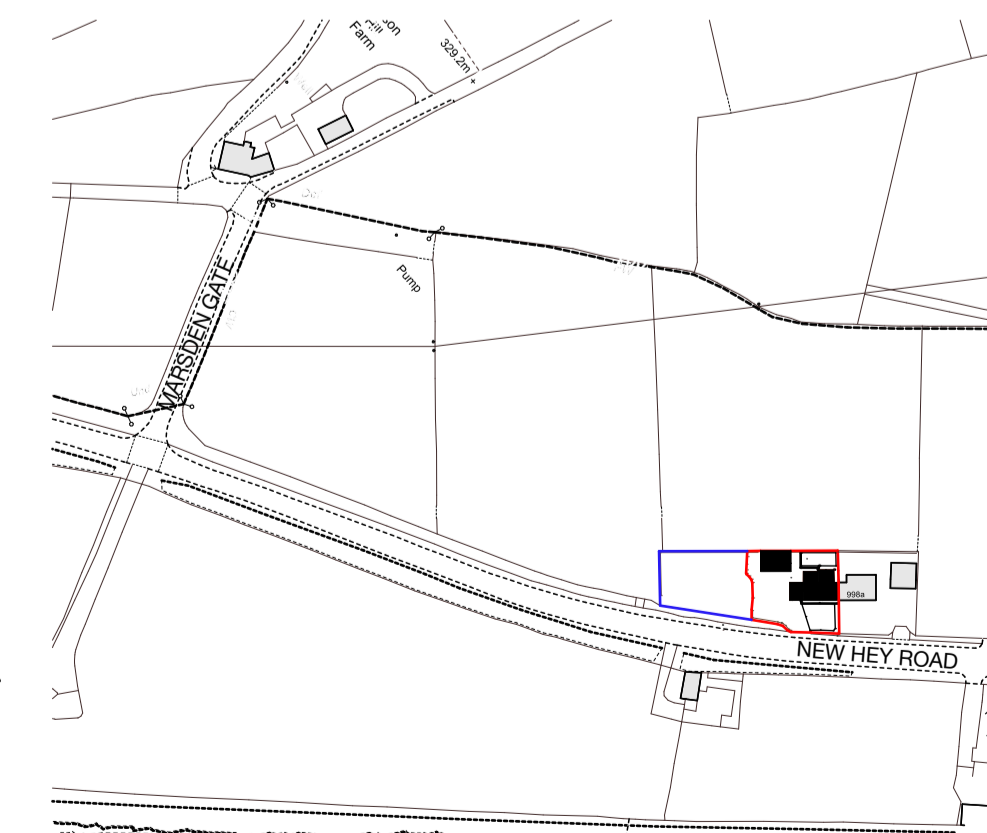 Farm
329.2m
Pump
MARSDEN GATE
998a
NEW HEY ROAD